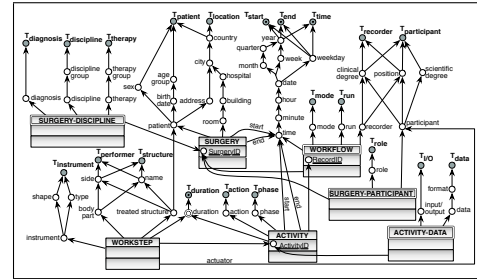 Tdiagnosis
Tdiscipline
Ttherapy
Tpatient
Tlocation
Tstart
Tend
Ttime
Trecorder
Tparticipant
country
year
quarter
week
weekday
month
city
hospital
date
discipline group
therapy group
sex
age group
birth date
address
building
hour
minute
clinical degree
position
scientific degree
Tmode
Trun
diagnosis
discipline
therapy
patient
room
start
end
time
mode
run
recorder
participant
SURGERY-DISCIPLINE
SURGERY
SurgeryID
WORKFLOW
RecordID
Trole
role
TI/O
Tdata
Tinstrument
Tperformer
Tstructure
side
name
shape
type
Tduration
Taction
Tphase
SURGERY-PARTICIPANT
format
input/
output
data
body part
treated structure
duration
action
phase
start
end
instrument
WORKSTEP
ACTIVITY
ActivityID
ACTIVITY-DATA
actuator